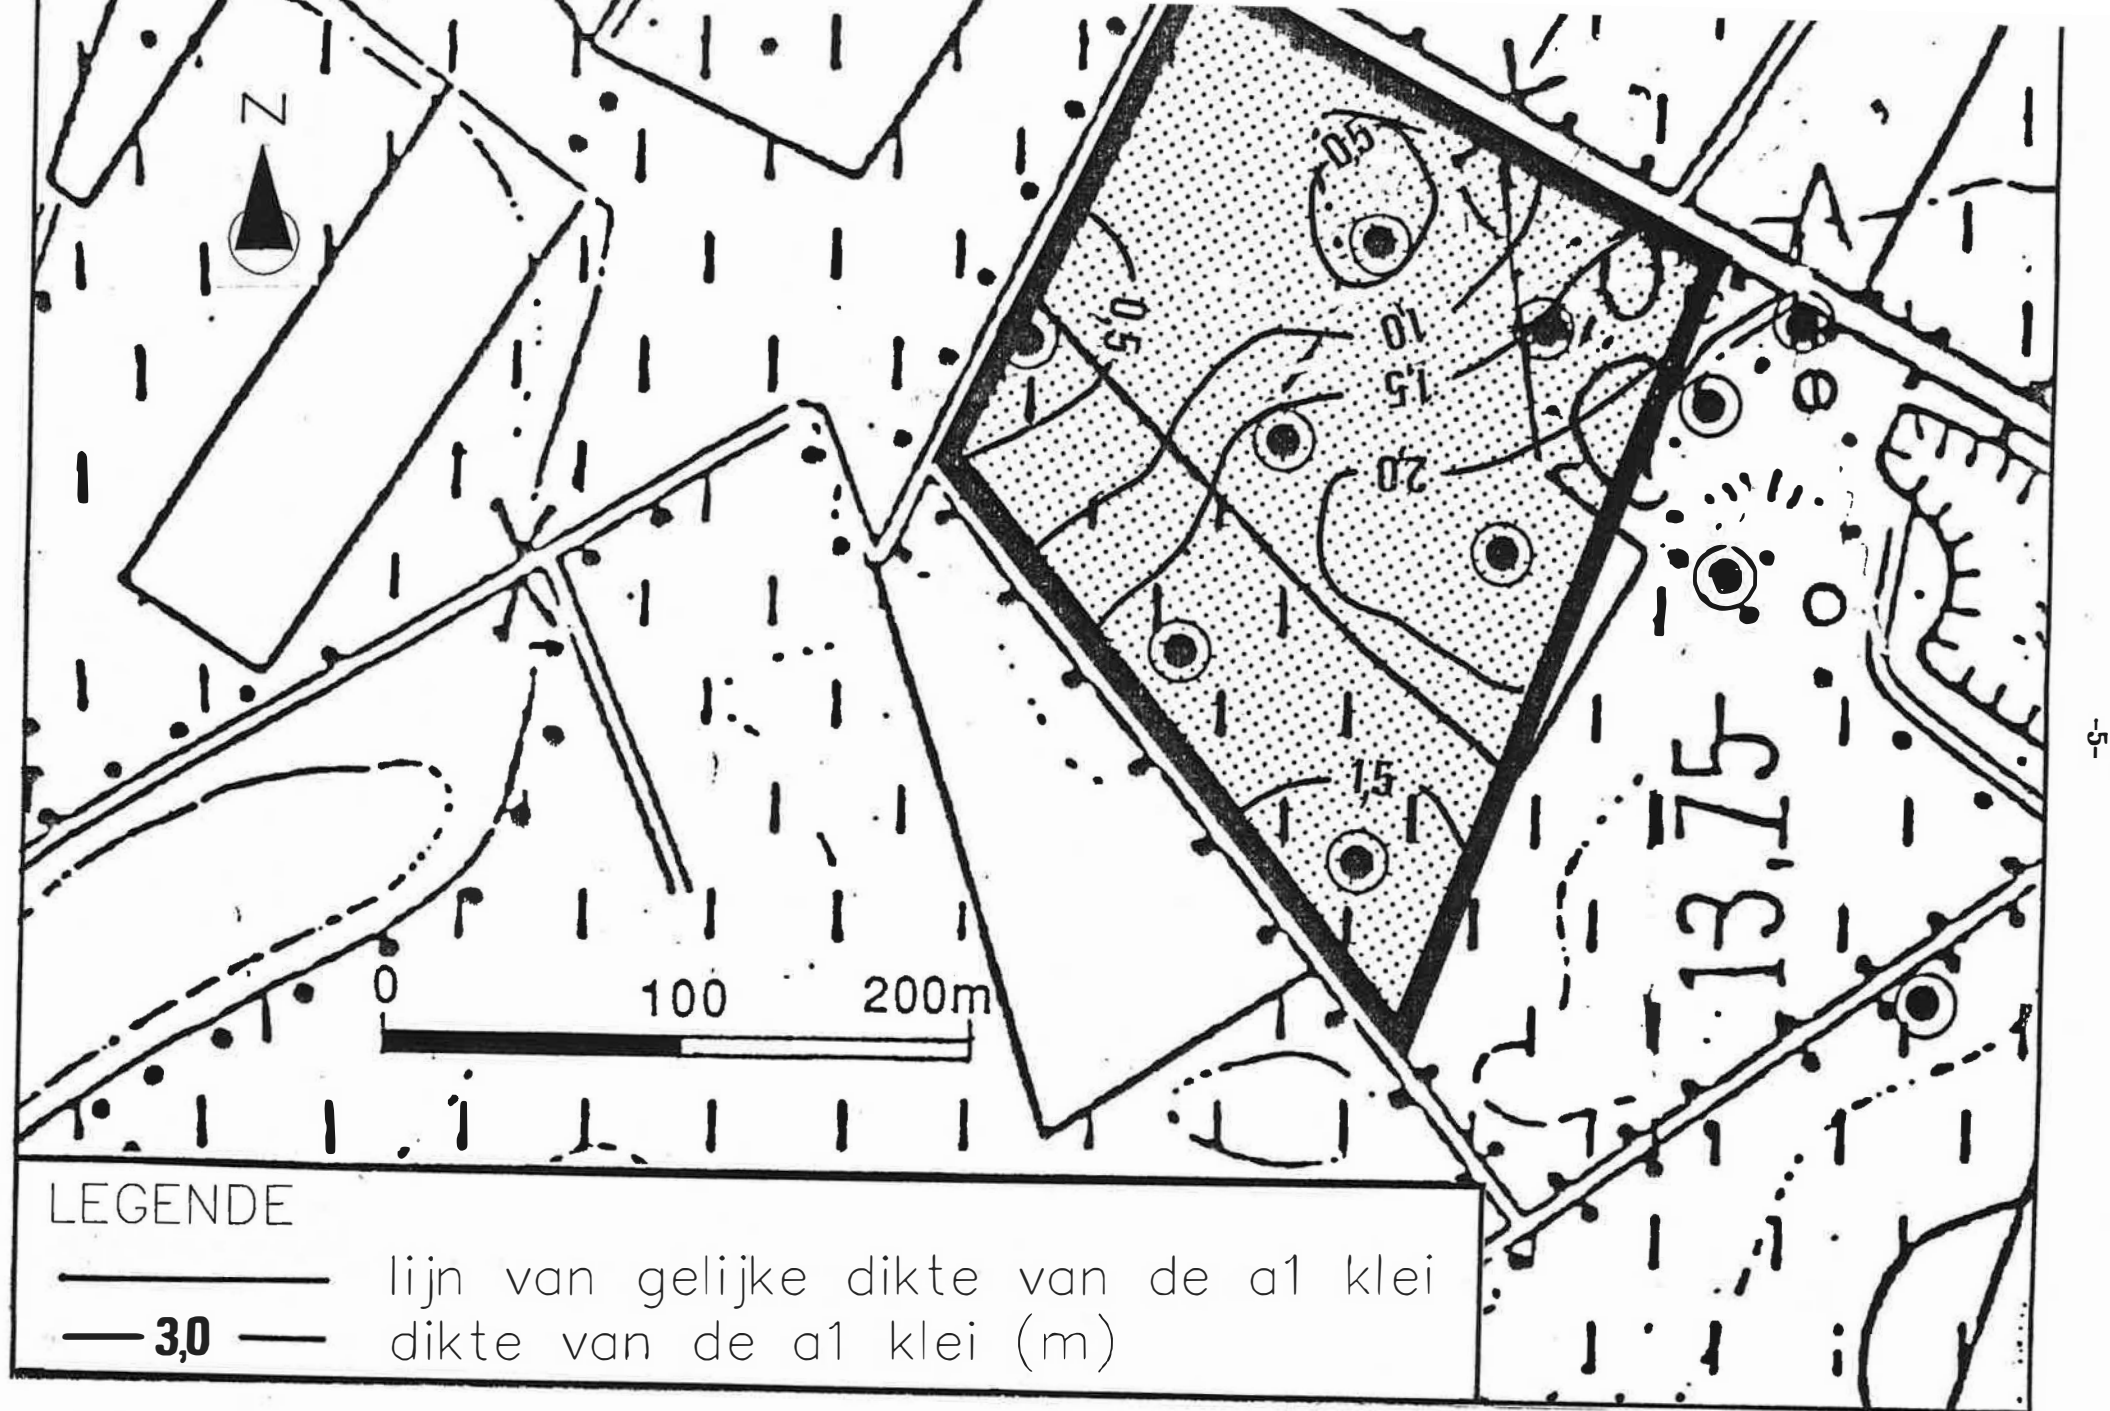 N
0,5
0,5
1,0
1,5
2,0
1,5
13,75
-5-
0 100 200m
LEGENDE
lijn van gelijke dikte van de a1 klei
3,0 dikte van de a1 klei (m)